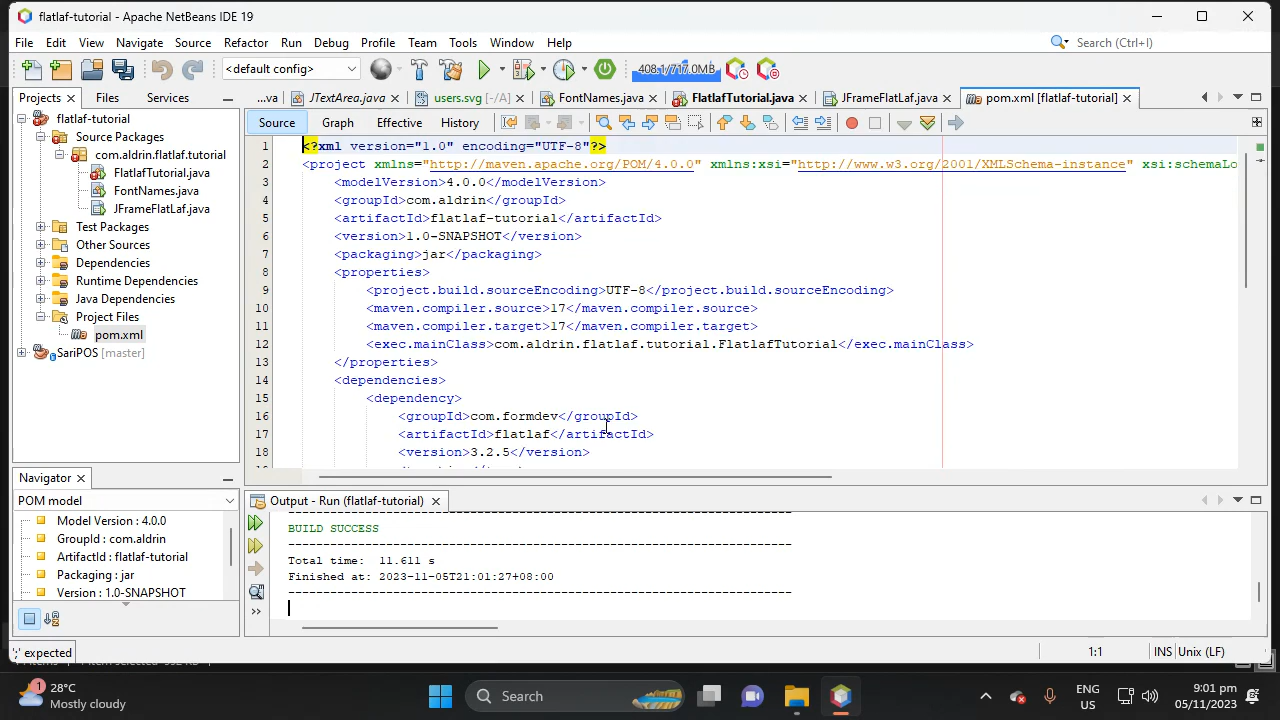 flatlaf-tutorial - Apache NetBeans IDE 19
File Edit View Navigate Source Refactor Run Debug Profile Team Tools Window Help
Search (Ctrl+I)
<default config>
408.1/717.0MB
Projects Files Services
...va JTextArea.java users.svg [-/A] FontNames.java FlatlafTutorial.java JFrameFlatLaf.java pom.xml [flatlaf-tutorial]
Source Graph Effective History
flatlaf-tutorial
Source Packages
com.aldrin.flatlaf.tutorial
FlatlafTutorial.java
FontNames.java
JFrameFlatLaf.java
Test Packages
Other Sources
Dependencies
Runtime Dependencies
Java Dependencies
Project Files
pom.xml
SariPOS [master]
1 <?xml version="1.0" encoding="UTF-8"?>
2 <project xmlns="http://maven.apache.org/POM/4.0.0" xmlns:xsi="http://www.w3.org/2001/XMLSchema-instance" xsi:schemaLo
3 <modelVersion>4.0.0</modelVersion>
4 <groupId>com.aldrin</groupId>
5 <artifactId>flatlaf-tutorial</artifactId>
6 <version>1.0-SNAPSHOT</version>
7 <packaging>jar</packaging>
8 <properties>
9 <project.build.sourceEncoding>UTF-8</project.build.sourceEncoding>
10 <maven.compiler.source>17</maven.compiler.source>
11 <maven.compiler.target>17</maven.compiler.target>
12 <exec.mainClass>com.aldrin.flatlaf.tutorial.FlatlafTutorial</exec.mainClass>
13 </properties>
14 <dependencies>
15 <dependency>
16 <groupId>com.formdev</groupId>
17 <artifactId>flatlaf</artifactId>
18 <version>3.2.5</version>
Navigator
POM model
Model Version : 4.0.0
GroupId : com.aldrin
ArtifactId : flatlaf-tutorial
Packaging : jar
Version : 1.0-SNAPSHOT
Output - Run (flatlaf-tutorial)
------------------------------------------------------------------------
BUILD SUCCESS
------------------------------------------------------------------------
Total time: 11.611 s
Finished at: 2023-11-05T21:01:27+08:00
------------------------------------------------------------------------
';' expected
1:1 INS Unix (LF)
1
28°C
Mostly cloudy
Search
ENG
US
9:01 pm
05/11/2023